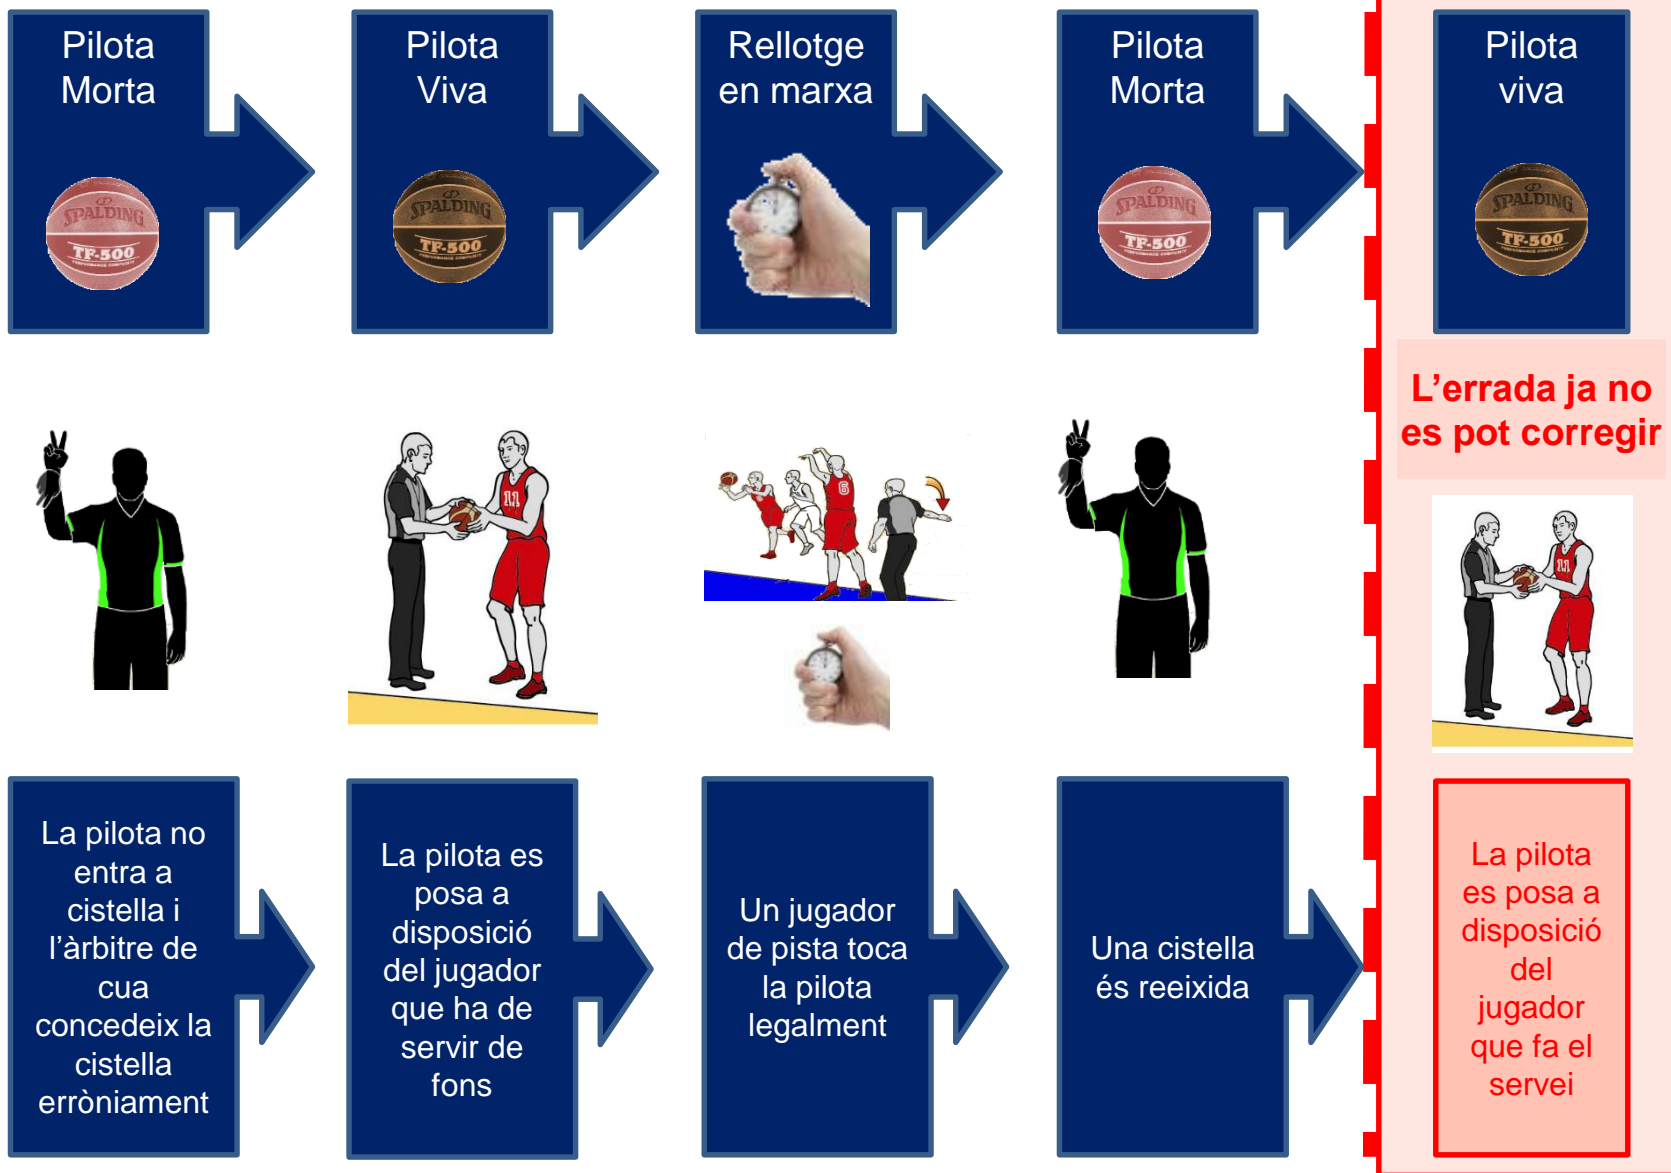 Pilota
Morta
Pilota
Viva
Rellotge
en marxa
Pilota
Morta
Pilota
viva
SPALDING
TF-500
SPALDING
TF-500
SPALDING
TF-500
SPALDING
TF-500
L'errada ja no
es pot corregir
11
6
11
La pilota no
entra a
cistella i
l'àrbitre de
cua
concedeix la
cistella
erròniament
La pilota es
posa a
disposició
del jugador
que ha de
servir de
fons
Un jugador
de pista toca
la pilota
legalment
Una cistella
és reeixida
La pilota
es posa a
disposició
del
jugador
que fa el
servei